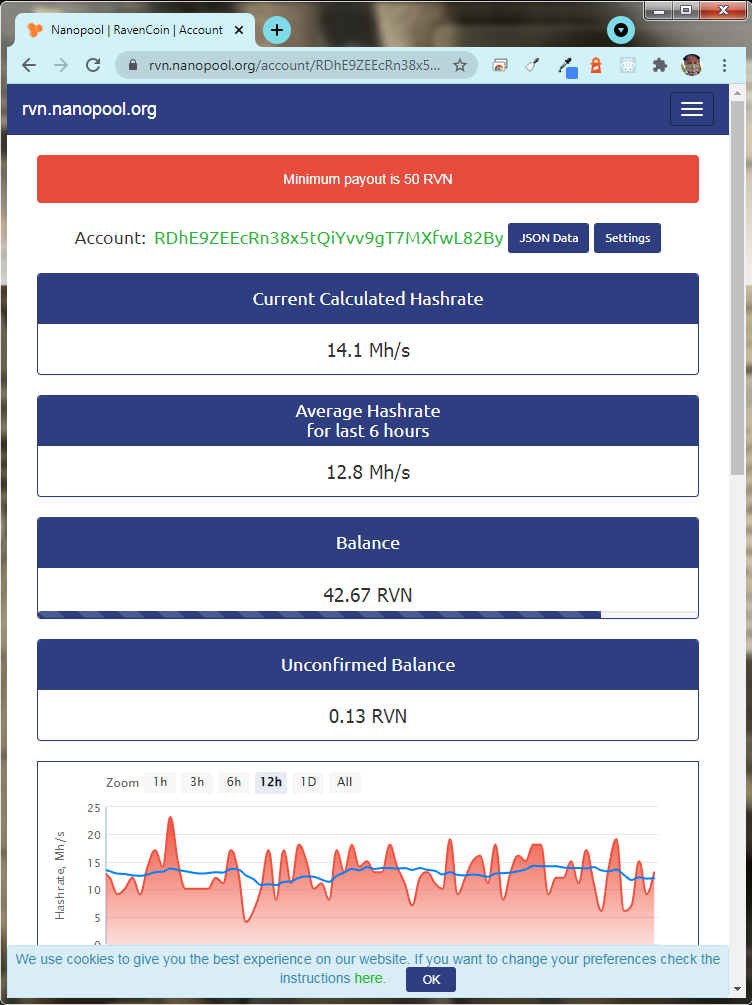 Nanopool | RavenCoin | Account
rvn.nanopool.org/account/RDhE9ZEEcRn38x5...
rvn.nanopool.org
Minimum payout is 50 RVN
Account: RDhE9ZEEcRn38x5tQiYvv9gT7MXfwL82By JSON Data Settings
Current Calculated Hashrate
14.1 Mh/s
Average Hashrate
for last 6 hours
12.8 Mh/s
Balance
42.67 RVN
Unconfirmed Balance
0.13 RVN
Zoom 1h 3h 6h 12h 1D All
Hashrate, Mh/s
25
20
15
10
5
0
We use cookies to give you the best experience on our website. If you want to change your preferences check the
instructions here. OK